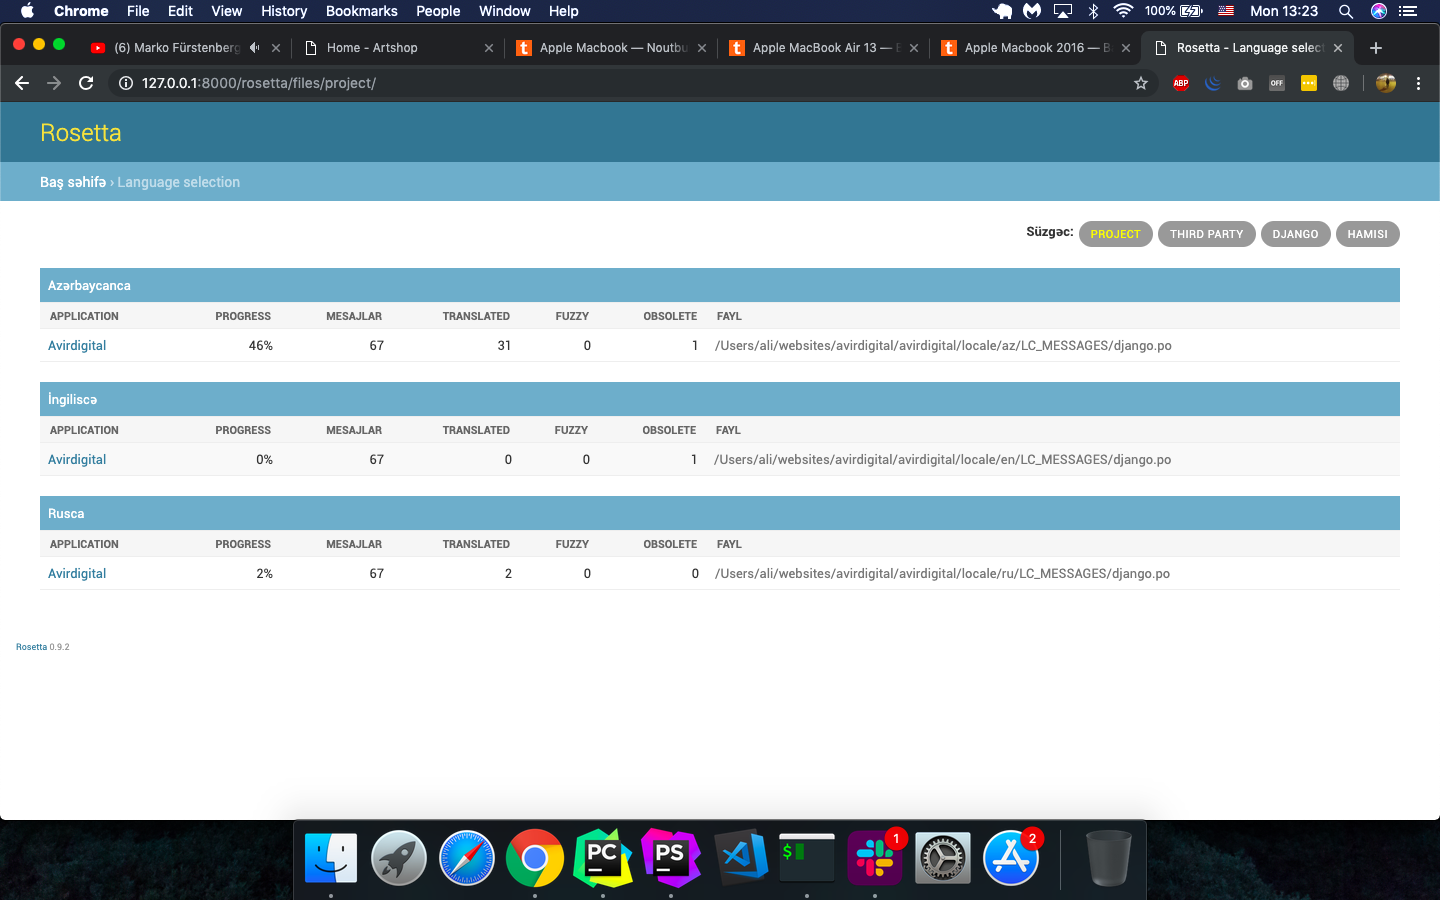 Chrome File Edit View History Bookmarks People Window Help 100% Mon 13:23
(6) Marko Fürstenberg Home - Artshop Apple Macbook — Noutbu Apple MacBook Air 13 — Apple Macbook 2016 — Rosetta - Language select
127.0.0.1:8000/rosetta/files/project/ ABP OFF
Rosetta
Baş səhifə › Language selection
Süzgəc: PROJECT THIRD PARTY DJANGO HAMISI
Azərbaycanca
APPLICATION PROGRESS MESAJLAR TRANSLATED FUZZY OBSOLETE FAYL
Avirdigital 46% 67 31 0 1 /Users/ali/websites/avirdigital/avirdigital/locale/az/LC_MESSAGES/django.po
İngiliscə
APPLICATION PROGRESS MESAJLAR TRANSLATED FUZZY OBSOLETE FAYL
Avirdigital 0% 67 0 0 1 /Users/ali/websites/avirdigital/avirdigital/locale/en/LC_MESSAGES/django.po
Rusca
APPLICATION PROGRESS MESAJLAR TRANSLATED FUZZY OBSOLETE FAYL
Avirdigital 2% 67 2 0 0 /Users/ali/websites/avirdigital/avirdigital/locale/ru/LC_MESSAGES/django.po
Rosetta 0.9.2
PC PS $ 1 2